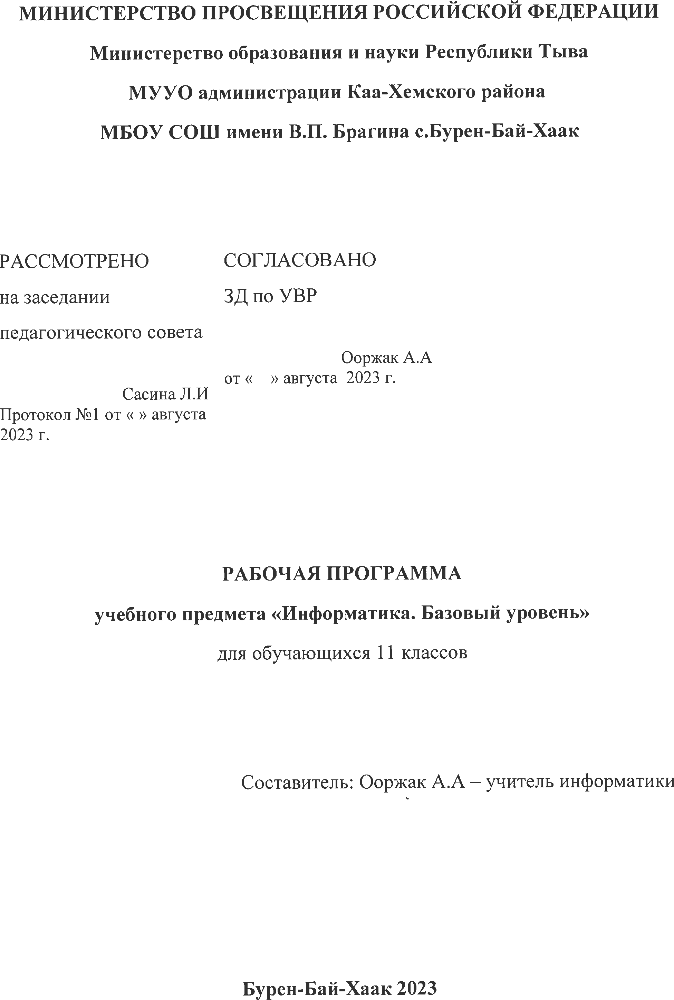 МИНИСТЕРСТВО ПРОСВЕЩЕНИЯ РОССИЙСКОЙ ФЕДЕРАЦИИ
Министерство образования и науки Республики Тыва
МУУО администрации Каа-Хемского района
МБОУ СОШ имени В.П. Брагина с.Бурен-Бай-Хаак
РАССМОТРЕНО
на заседании
педагогического совета
Сасина Л.И
Протокол №1 от « » августа
2023 г.
СОГЛАСОВАНО
ЗД по УВР
Ооржак А.А
от « » августа 2023 г.
РАБОЧАЯ ПРОГРАММА
учебного предмета «Информатика. Базовый уровень»
для обучающихся 11 классов
Составитель: Ооржак А.А – учитель информатики
Бурен-Бай-Хаак 2023